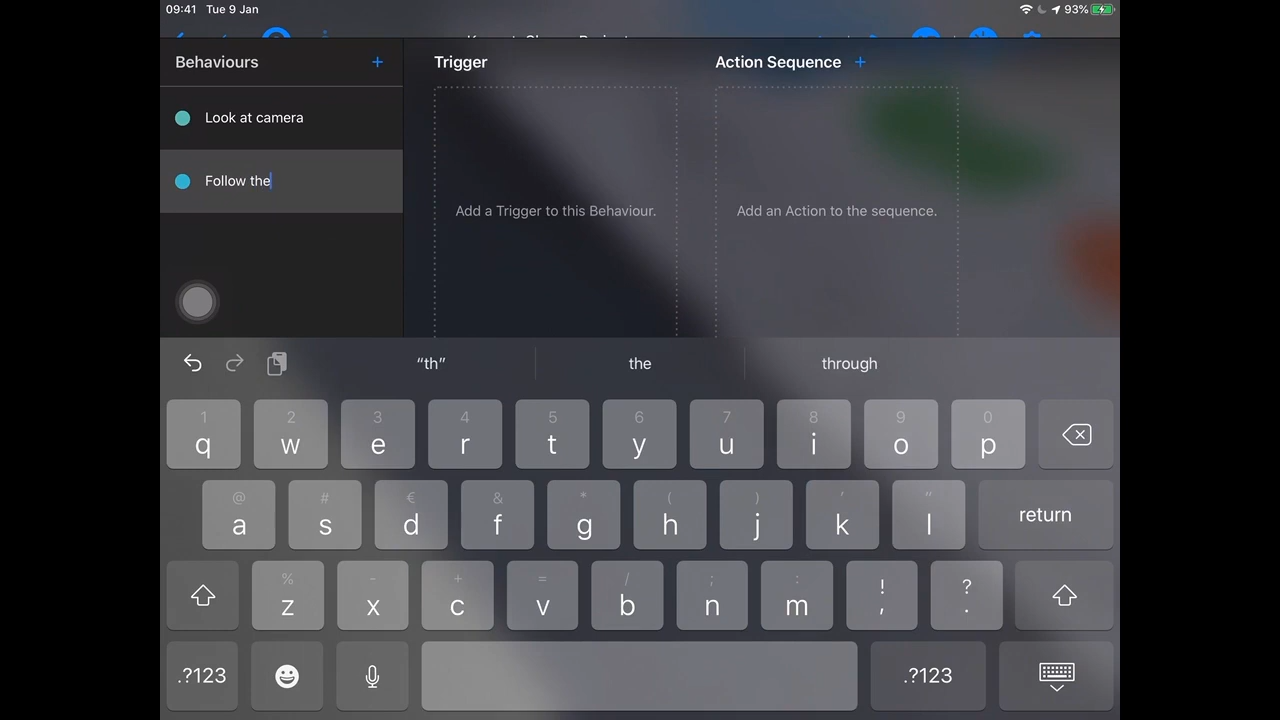 09:41 Tue 9 Jan
93%
Behaviours +
Trigger
Action Sequence +
Look at camera
Follow the
Add a Trigger to this Behaviour.
Add an Action to the sequence.
“th”
the
through
1 2 3 4 5 6 7 8 9 0
q w e r t y u i o p
@ # € & * ( ) ' "
a s d f g h j k l return
% - + = / ; : ! ?
z x c v b n m , .
.?123 .?123